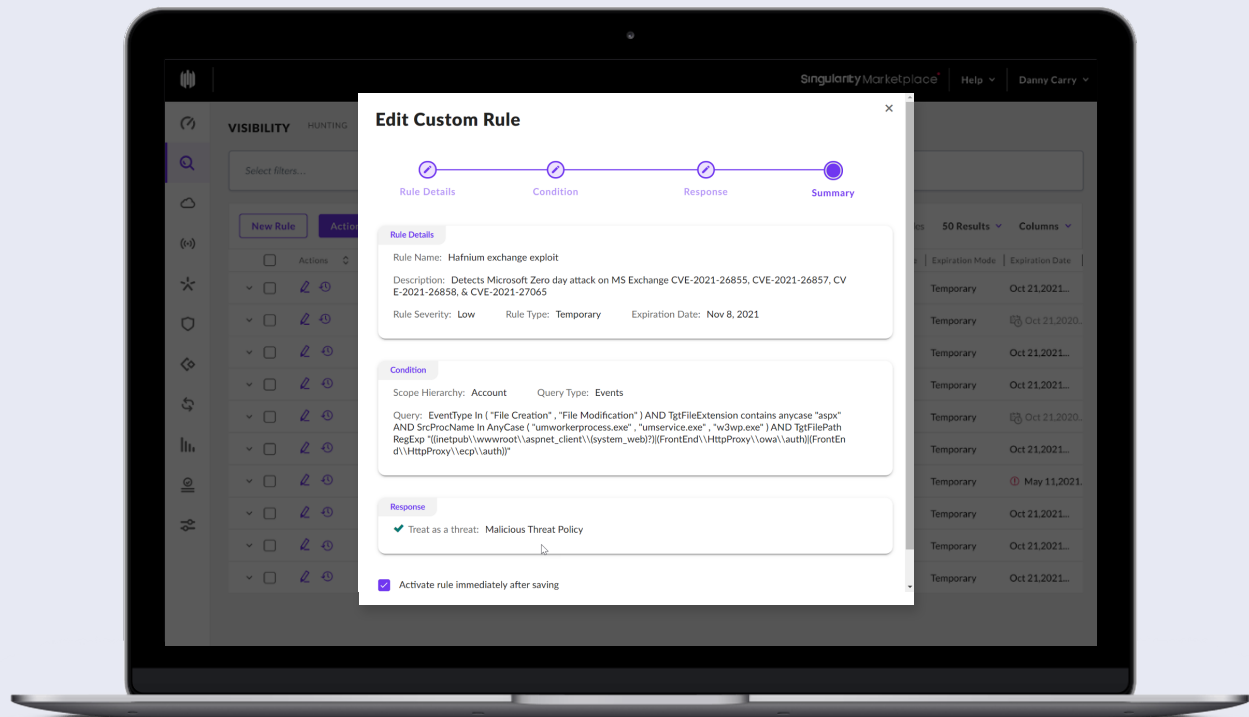 Singularity Marketplace
Help
Danny Carry
VISIBILITY
HUNTING
Select filters...
New Rule
Actio
50 Results
Columns
Actions
Expiration Mode
Expiration Date
Temporary Oct 21,2021...
Temporary Oct 21,2020.
Temporary Oct 21,2021...
Temporary Oct 21,2021...
Temporary Oct 21,2020.
Temporary Oct 21,2021...
Temporary May 11,2021.
Temporary Oct 21,2021...
Temporary Oct 21,2021...
Temporary Oct 21,2021...
Edit Custom Rule
Rule Details
Condition
Response
Summary
Rule Details
Rule Name: Hafnium exchange exploit
Description: Detects Microsoft Zero day attack on MS Exchange CVE-2021-26855, CVE-2021-26857, CV
E-2021-26858, & CVE-2021-27065
Rule Severity: Low Rule Type: Temporary Expiration Date: Nov 8, 2021
Condition
Scope Hierarchy: Account Query Type: Events
Query: EventType In ( "File Creation" , "File Modification" ) AND TgtFileExtension contains anycase "aspx"
AND SrcProcName In AnyCase ( "umworkerprocess.exe" , "umservice.exe" , "w3wp.exe" ) AND TgtFilePath
RegExp "((inetpub\\wwwroot\\aspnet_client\\(system_web)?)|(FrontEnd\\HttpProxy\\owa\\auth)|(FrontEn
d\\HttpProxy\\ecp\\auth))"
Response
Treat as a threat: Malicious Threat Policy
Activate rule immediately after saving